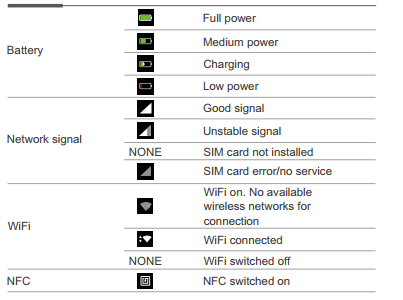 Battery
Full power
Medium power
Charging
Low power
Network signal
Good signal
Unstable signal
NONE SIM card not installed
SIM card error/no service
WiFi
WiFi on. No available
wireless networks for
connection
WiFi connected
NONE WiFi switched off
NFC NFC switched on